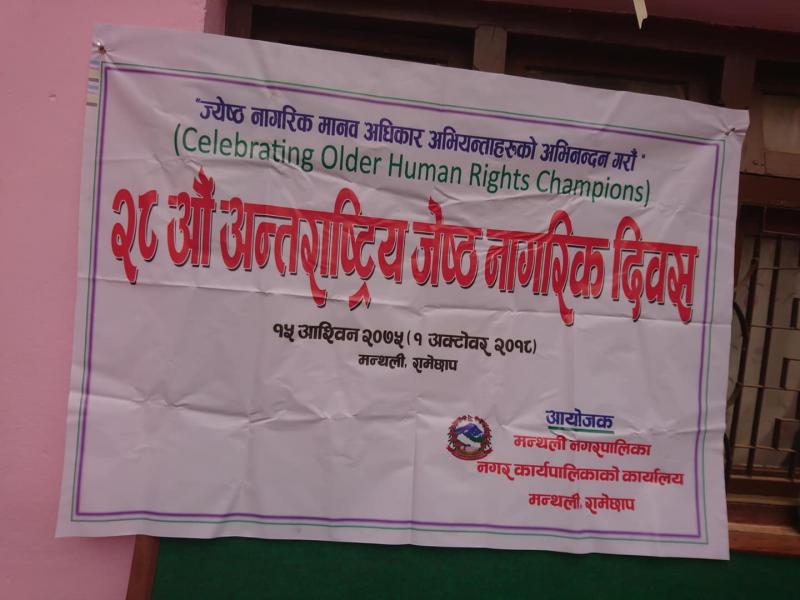 "ज्येष्ठ नागरिक मानव अधिकार अभियन्ताहरुको अभिनन्दन गरौँ"
(Celebrating Older Human Rights Champions)
२८ औं अन्तराष्ट्रिय जेष्ठ नागरिक दिवस
१५ आश्विन २०७५ (१ अक्टोवर २०१८)
मन्थली, रामेछाप
आयोजक
मन्थली नगरपालिका
नगर कार्यपालिकाको कार्यालय
मन्थली, रामेछाप